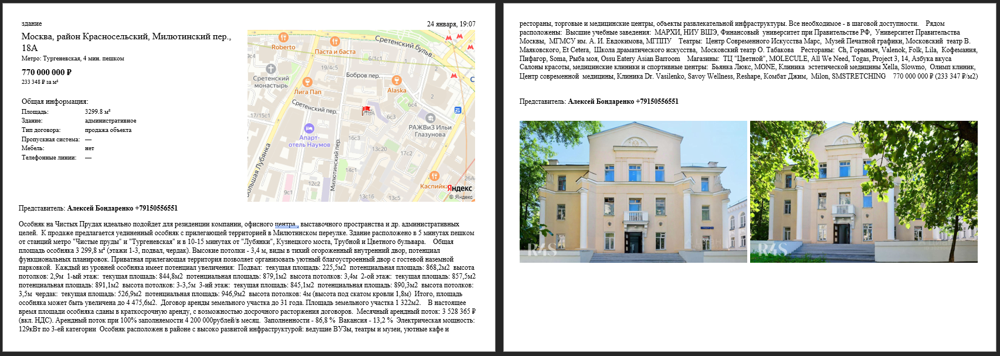 здание
24 января, 19:07
Москва, район Красносельский, Милютинский пер.,
18А
Метро: Тургеневская, 4 мин. пешком
770 000 000 ₽
233 348 ₽ за м²
Общая информация:
Площадь: 3299.8 м²
Здание: административное
Тип договора: продажа объекта
Пропускная система: —
Мебель: нет
Телефонные линии: —
Roberto
Паста и баста
Сретенский бульв.
6/1с1
19/4с5
Бобров пер.
Сретенский
монастырь
Лига Пап
Alaska
2
2
Сретенский пер.
18А
6с4
6с3
17/15с1
РАЖВиЗ Ильи
Глазунова
Апарт-
отель Наумов
16с3
13с20
17с2
Милютинский пер.
Большая Лубянка
14с1
12с2
9с1
13с16
13с5
26А
Каспийка
Яндекс
© Яндекс
Представитель: Алексей Бондаренко +79150556551
Особняк на Чистых Прудах идеально подойдет для резиденции компании, офисного центра., выставочного пространства и др. административных
целей.  К продаже предлагается уединенный особняк с прилегающей территорией в Милютинском переулке. Здание расположено в 5 минутах пешком
от станций метро "Чистые пруды" и "Тургеневская" и в 10-15 минутах от "Лубянки", Кузнецкого моста, Трубной и Цветного бульвара.    Общая
площадь особняка 3 299,8 м² (этажи 1-3, подвал, чердак). Высокие потолки - 3,4 м, виды в тихий огороженный внутренний двор, потенциал
функциональных планировок. Приватная прилегающая территория позволяет организовать уютный благоустроенный двор с гостевой наземной
парковкой.  Каждый из уровней особняка имеет потенциал увеличения:  Подвал:  текущая площадь: 225,5м2  потенциальная площадь: 868,2м2  высота
потолков: 2,9м  1-ый этаж:  текущая площадь: 844,8м2  потенциальная площадь: 879,1м2  высота потолков: 3,4м  2-ой этаж:  текущая площадь: 857,5м2
потенциальная площадь: 891,1м2  высота потолков: 3-3,5м  3-ий этаж:  текущая площадь: 845,1м2  потенциальная площадь: 890,3м2  высота потолков:
3,5м  чердак:  текущая площадь: 526,9м2  потенциальная площадь: 946,9м2  высота потолков: 4м (высота под скатом кровли 1,8м)  Итого, площадь
особняка может быть увеличена до 4 475,6м2.  Договор аренды земельного участка до 31 года. Площадь земельного участка 1 322м2.    В настоящее
время площади особняка сданы в краткосрочную аренду, с возможностью досрочного расторжения договоров.  Месячный арендный поток: 3 528 365 ₽
(вкл. НДС). Арендный поток при 100% заполняемости 4 200 000рублей/в месяц.  Заполненности - 86,8 %  Вакансия - 13,2 %  Электрическая мощность:
129кВт по 3-ей категории  Особняк расположен в районе с высоко развитой инфраструктурой: ведущие ВУЗы, театры и музеи, уютные кафе и
рестораны, торговые и медицинские центры, объекты развлекательной инфраструктуры. Все необходимое - в шаговой доступности.    Рядом
расположены:  Высшие учебные заведения:  МАРХИ, НИУ ВШЭ, Финансовый  университет при Правительстве РФ,  Университет Правительства
Москвы,  МГМСУ им. А. И. Евдокимова, МГППУ    Театры:  Центр Современного Искусства Марс,  Музей Печатной графики, Московский  театр В.
Маяковского, Et Cetera,  Школа драматического искусства,  Московский театр О. Табакова    Рестораны:  Ch, Горыныч, Valenok, Folk, Lila,  Кофемания,
Пифагор, Soma, Рыба моя, Ossu Eatery Asian Barroom    Магазины:  ТЦ "Цветной", MOLECULE, All We Need, Togas, Project 3, 14, Азбука вкуса
Салоны красоты, медицинские клиники и спортивные центры:  Бьянка Люкс, MONE, Клиника  эстетической медицины Xella, Slowmo,  Олимп клиник,
Центр современной  медицины, Клиника Dr. Vasilenko, Savoy Wellness, Reshape, Комбат Джим,  Milon, SMSTRETCHING    770 000 000 ₽ (233 347 ₽/м2)
Представитель: Алексей Бондаренко +79150556551
R4S
R4S